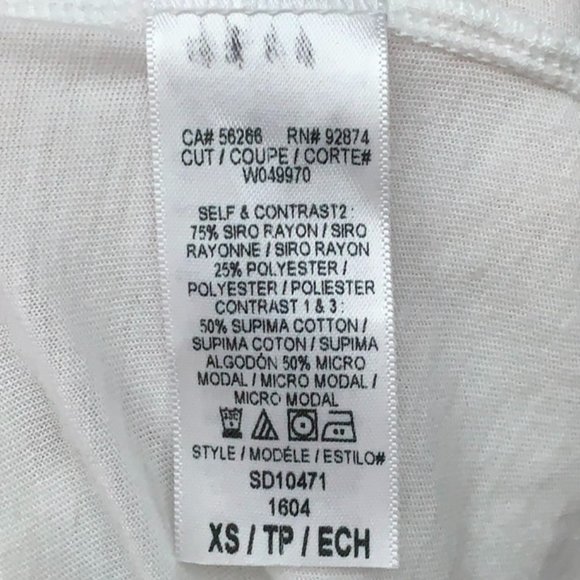 CA# 56266 RN# 92874
CUT / COUPE / CORTE#
W049970
SELF & CONTRAST2 :
75% SIRO RAYON / SIRO
RAYONNE / SIRO RAYON
25% POLYESTER /
POLYESTER / POLIESTER
CONTRAST 1 & 3 :
50% SUPIMA COTTON /
SUPIMA COTON / SUPIMA
ALGODÓN 50% MICRO
MODAL / MICRO MODAL /
MICRO MODAL
STYLE / MODÉLE / ESTILO#
SD10471
1604
XS / TP / ECH